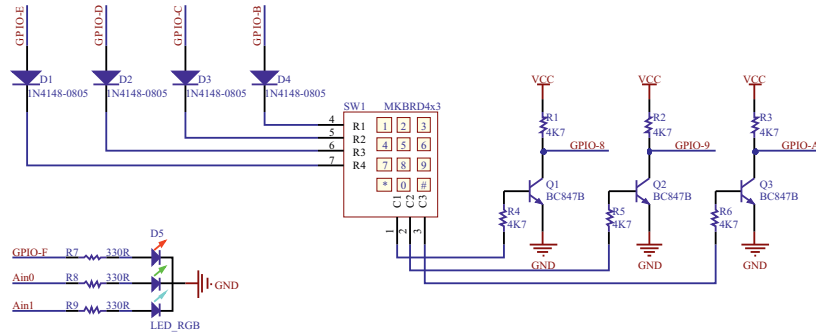 GPIO-E
GPIO-D
GPIO-C
GPIO-B
D1
1N4148-0805
D2
1N4148-0805
D3
1N4148-0805
D4
1N4148-0805
SW1 MKBRD4x3
4 R1
5 R2
6 R3
7 R4
1 2 3
4 5 6
7 8 9
* 0 #
C1 C2 C3
1 2 3
VCC
R1
4K7
GPIO-8
Q1
BC847B
R4
4K7
GND
VCC
R2
4K7
GPIO-9
Q2
BC847B
R5
4K7
GND
VCC
R3
4K7
GPIO-A
Q3
BC847B
R6
4K7
GND
D5
GPIO-F R7 330R
Ain0 R8 330R
Ain1 R9 330R
GND
LED_RGB